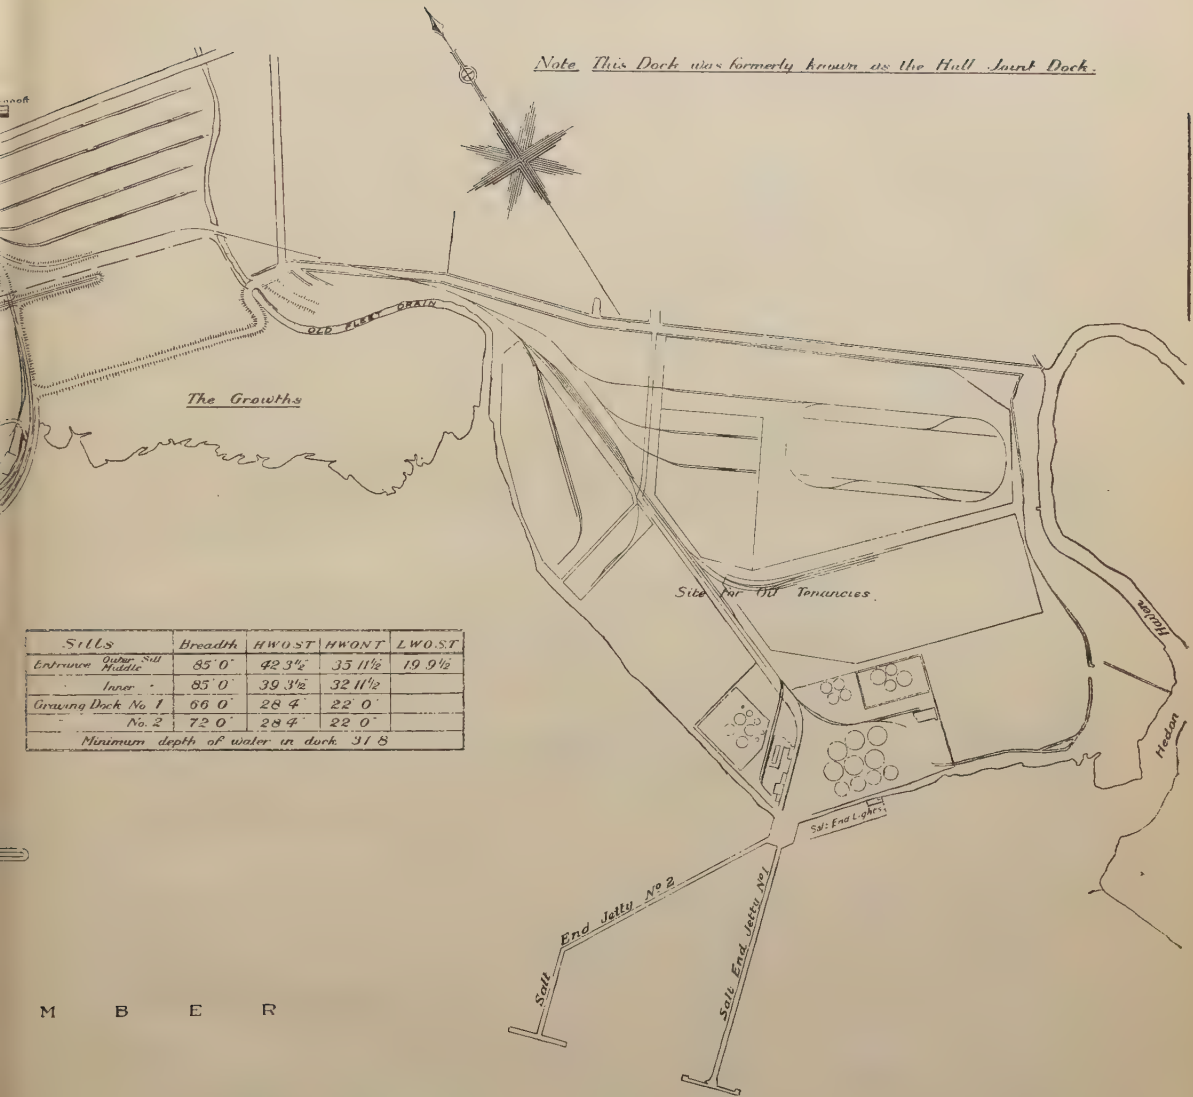 Note This Dock was formerly known as the Hull Joint Dock.
OLD FLEET DRAIN
The Growths
Site for Oil Tenancies.
Sills Breadth H.W.O.S.T H.W.O.N.T L.W.O.S.T
Entrance Outer Sill Middle 85' 0" 42 3½ 35 11½ 19 9½
" Inner " 85' 0" 39 3½ 32 11½
Graving Dock No 1 66 0" 28 4" 22' 0"
" No. 2 72 0" 28 4" 22 0"
Minimum depth of water in dock 31 8
Haven
Hedon
Salt End Lights
Salt End Jetty No 2
Salt End Jetty No 1
M B E R